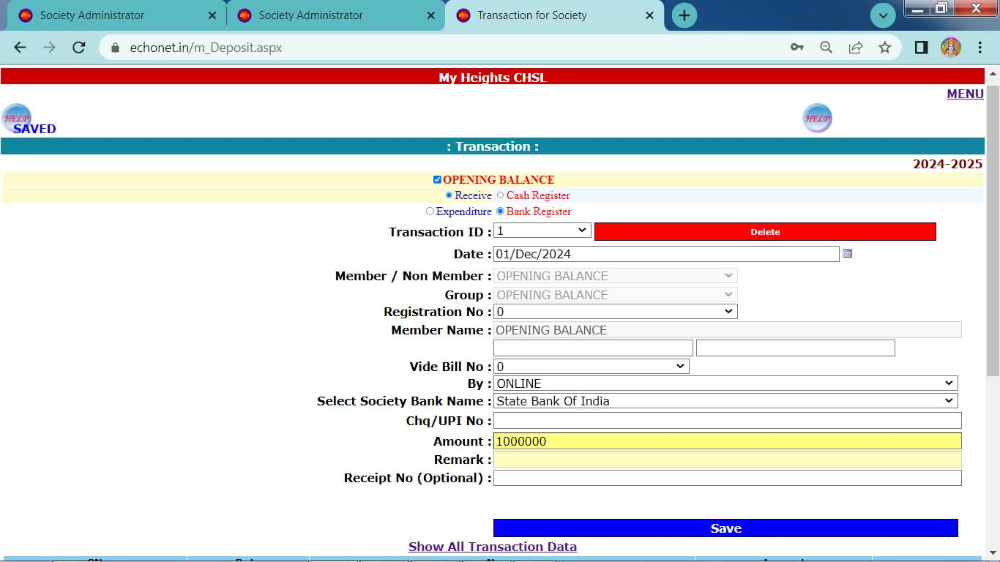 Society Administrator
Society Administrator
Transaction for Society
echonet.in/m_Deposit.aspx
My Heights CHSL
MENU
HELP
HELP
SAVED
: Transaction :
2024-2025
OPENING BALANCE
Receive Cash Register
Expenditure Bank Register
Transaction ID : 1 Delete
Date : 01/Dec/2024
Member / Non Member : OPENING BALANCE
Group : OPENING BALANCE
Registration No : 0
Member Name : OPENING BALANCE
Vide Bill No : 0
By : ONLINE
Select Society Bank Name : State Bank Of India
Chq/UPI No :
Amount : 1000000
Remark :
Receipt No (Optional) :
Save
Show All Transaction Data